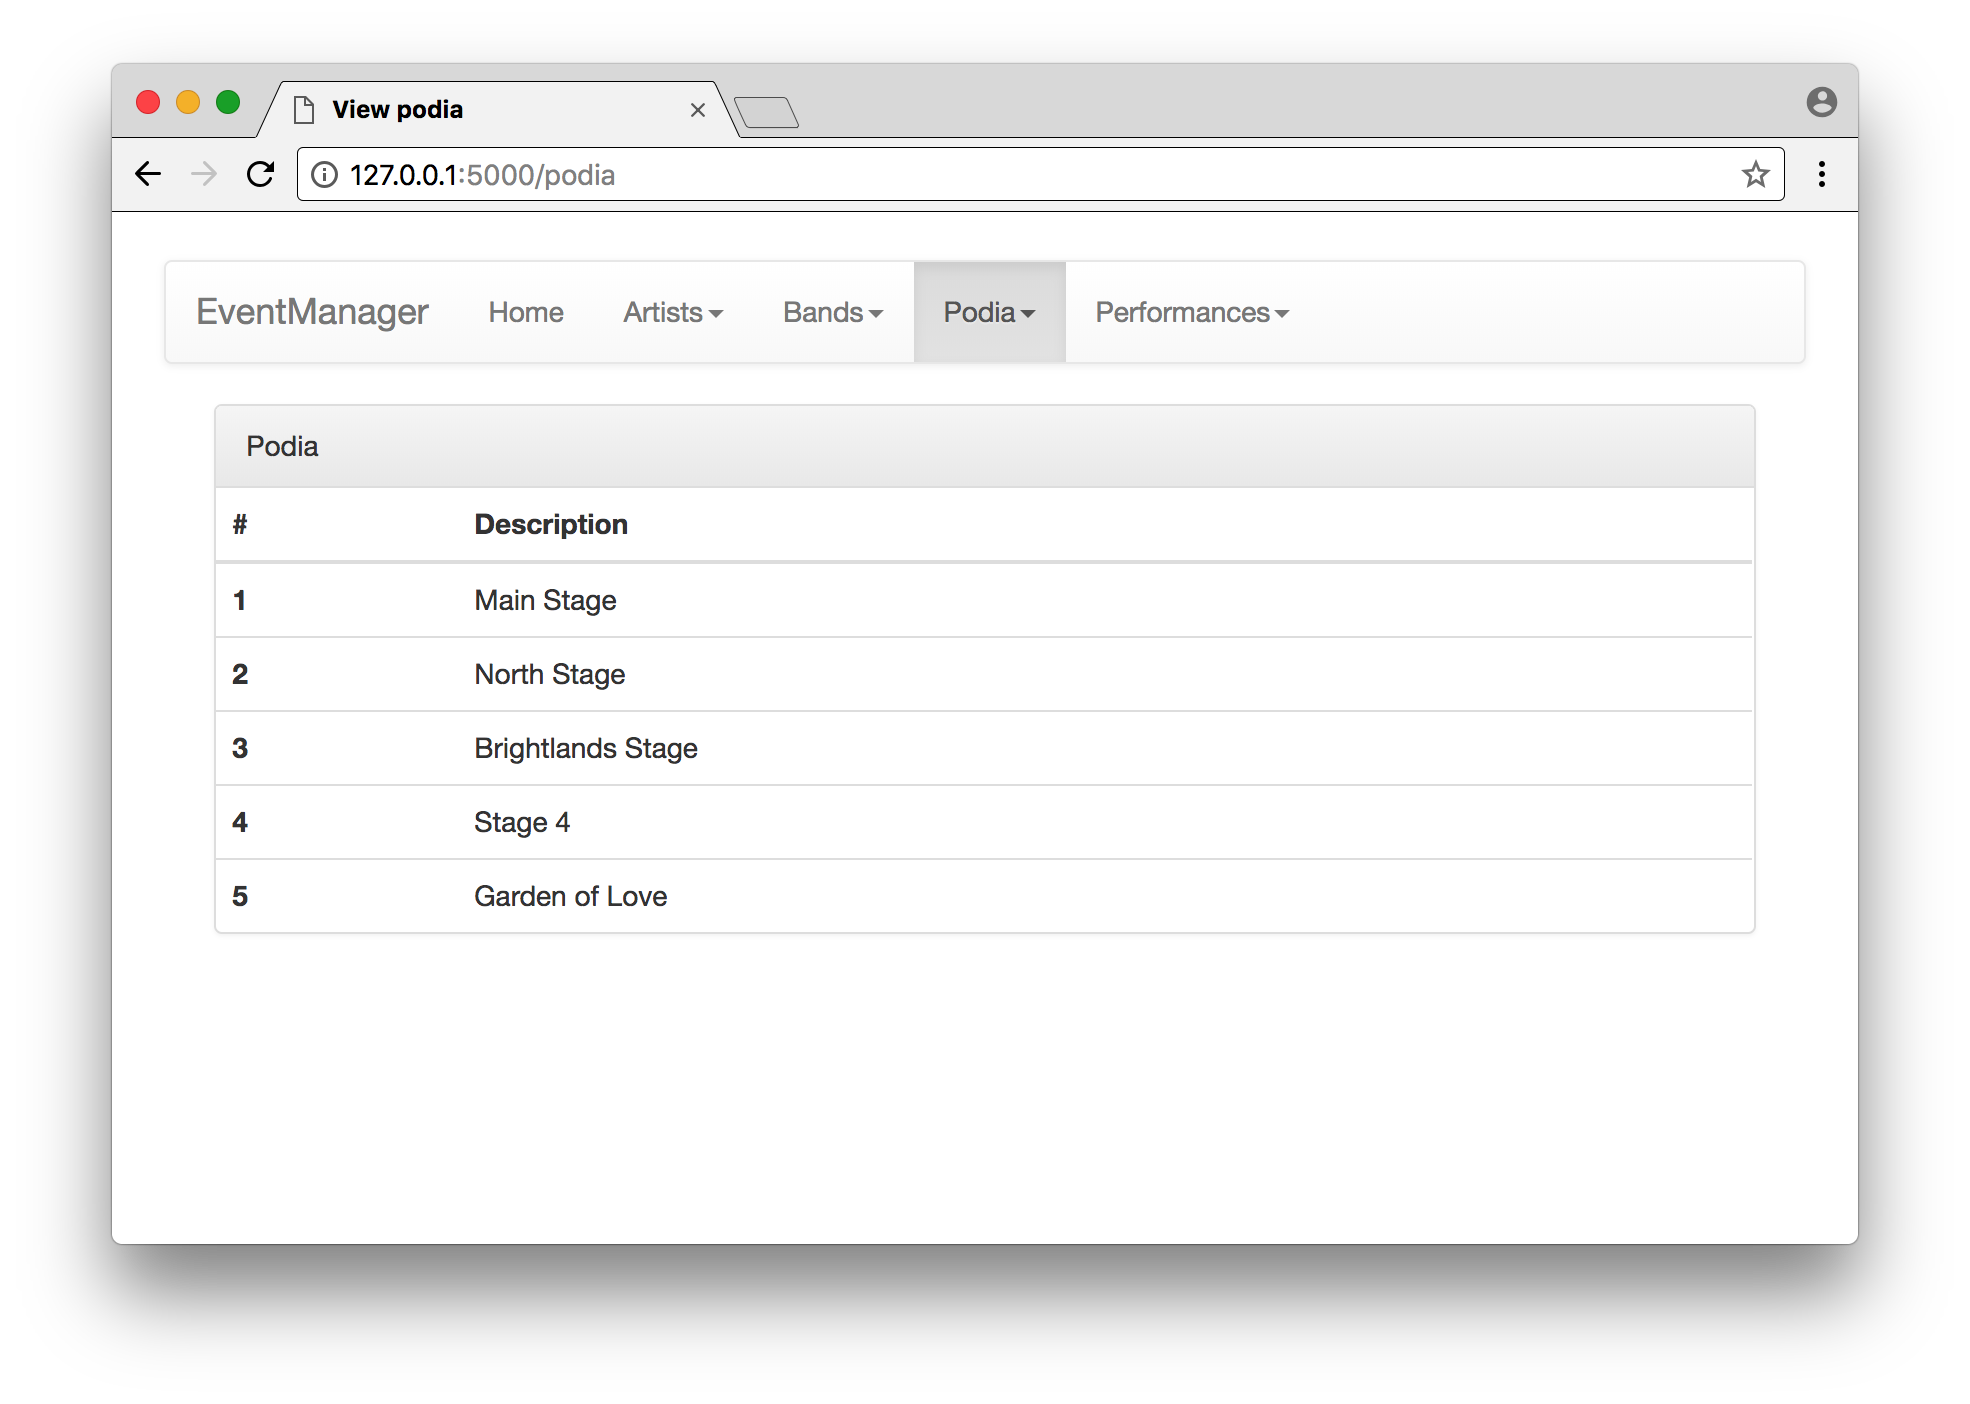 View podia
127.0.0.1:5000/podia
EventManager Home Artists Bands Podia Performances
Podia
# Description
1 Main Stage
2 North Stage
3 Brightlands Stage
4 Stage 4
5 Garden of Love